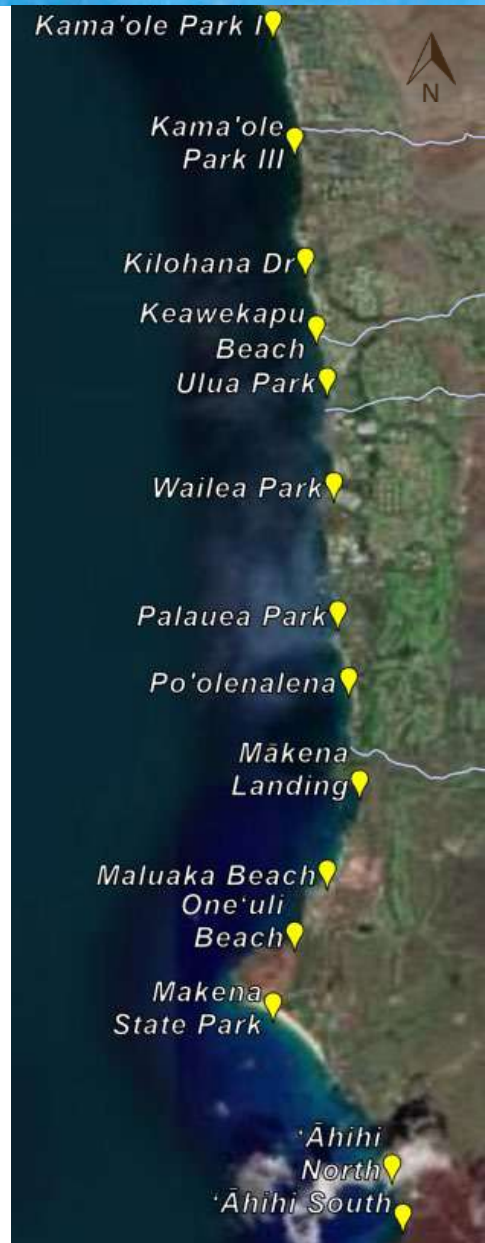 Kama'ole Park I
N
Kama'ole
Park III
Kilohana Dr
Keawekapu
Beach
Ulua Park
Wailea Park
Palauea Park
Po'olenalena
Mākena
Landing
Maluaka Beach
One‘uli
Beach
Makena
State Park
‘Āhihi
North
‘Āhihi South